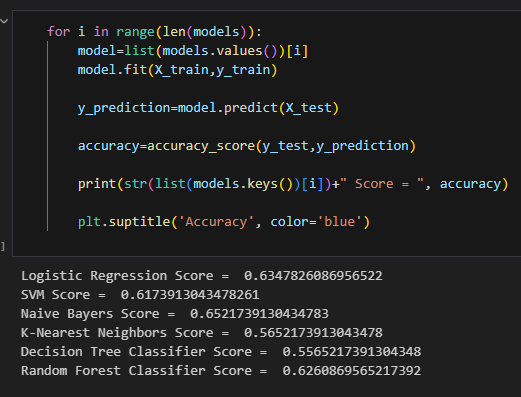 for i in range(len(models)):
model=list(models.values())[i]
model.fit(X_train,y_train)
y_prediction=model.predict(X_test)
accuracy=accuracy_score(y_test,y_prediction)
print(str(list(models.keys())[i])+" Score = ", accuracy)
plt.suptitle('Accuracy', color='blue')
]
Logistic Regression Score =  0.6347826086956522
SVM Score =  0.6173913043478261
Naive Bayers Score =  0.6521739130434783
K-Nearest Neighbors Score =  0.5652173913043478
Decision Tree Classifier Score =  0.5565217391304348
Random Forest Classifier Score =  0.6260869565217392